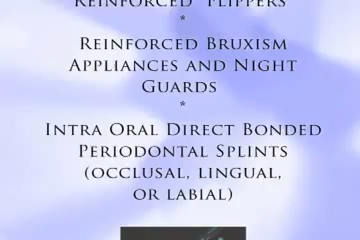 Reinforced "Flippers"
*
Reinforced Bruxism
Appliances and Night
Guards
*
Intra Oral Direct Bonded
Periodontal Splints
(occlusal, lingual,
or labial)